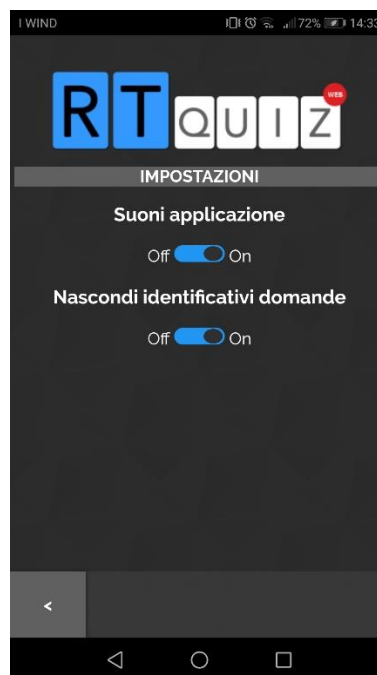 I WIND 72% 14:33
RT QUIZ WEB
IMPOSTAZIONI
Suoni applicazione
Off On
Nascondi identificativi domande
Off On
<